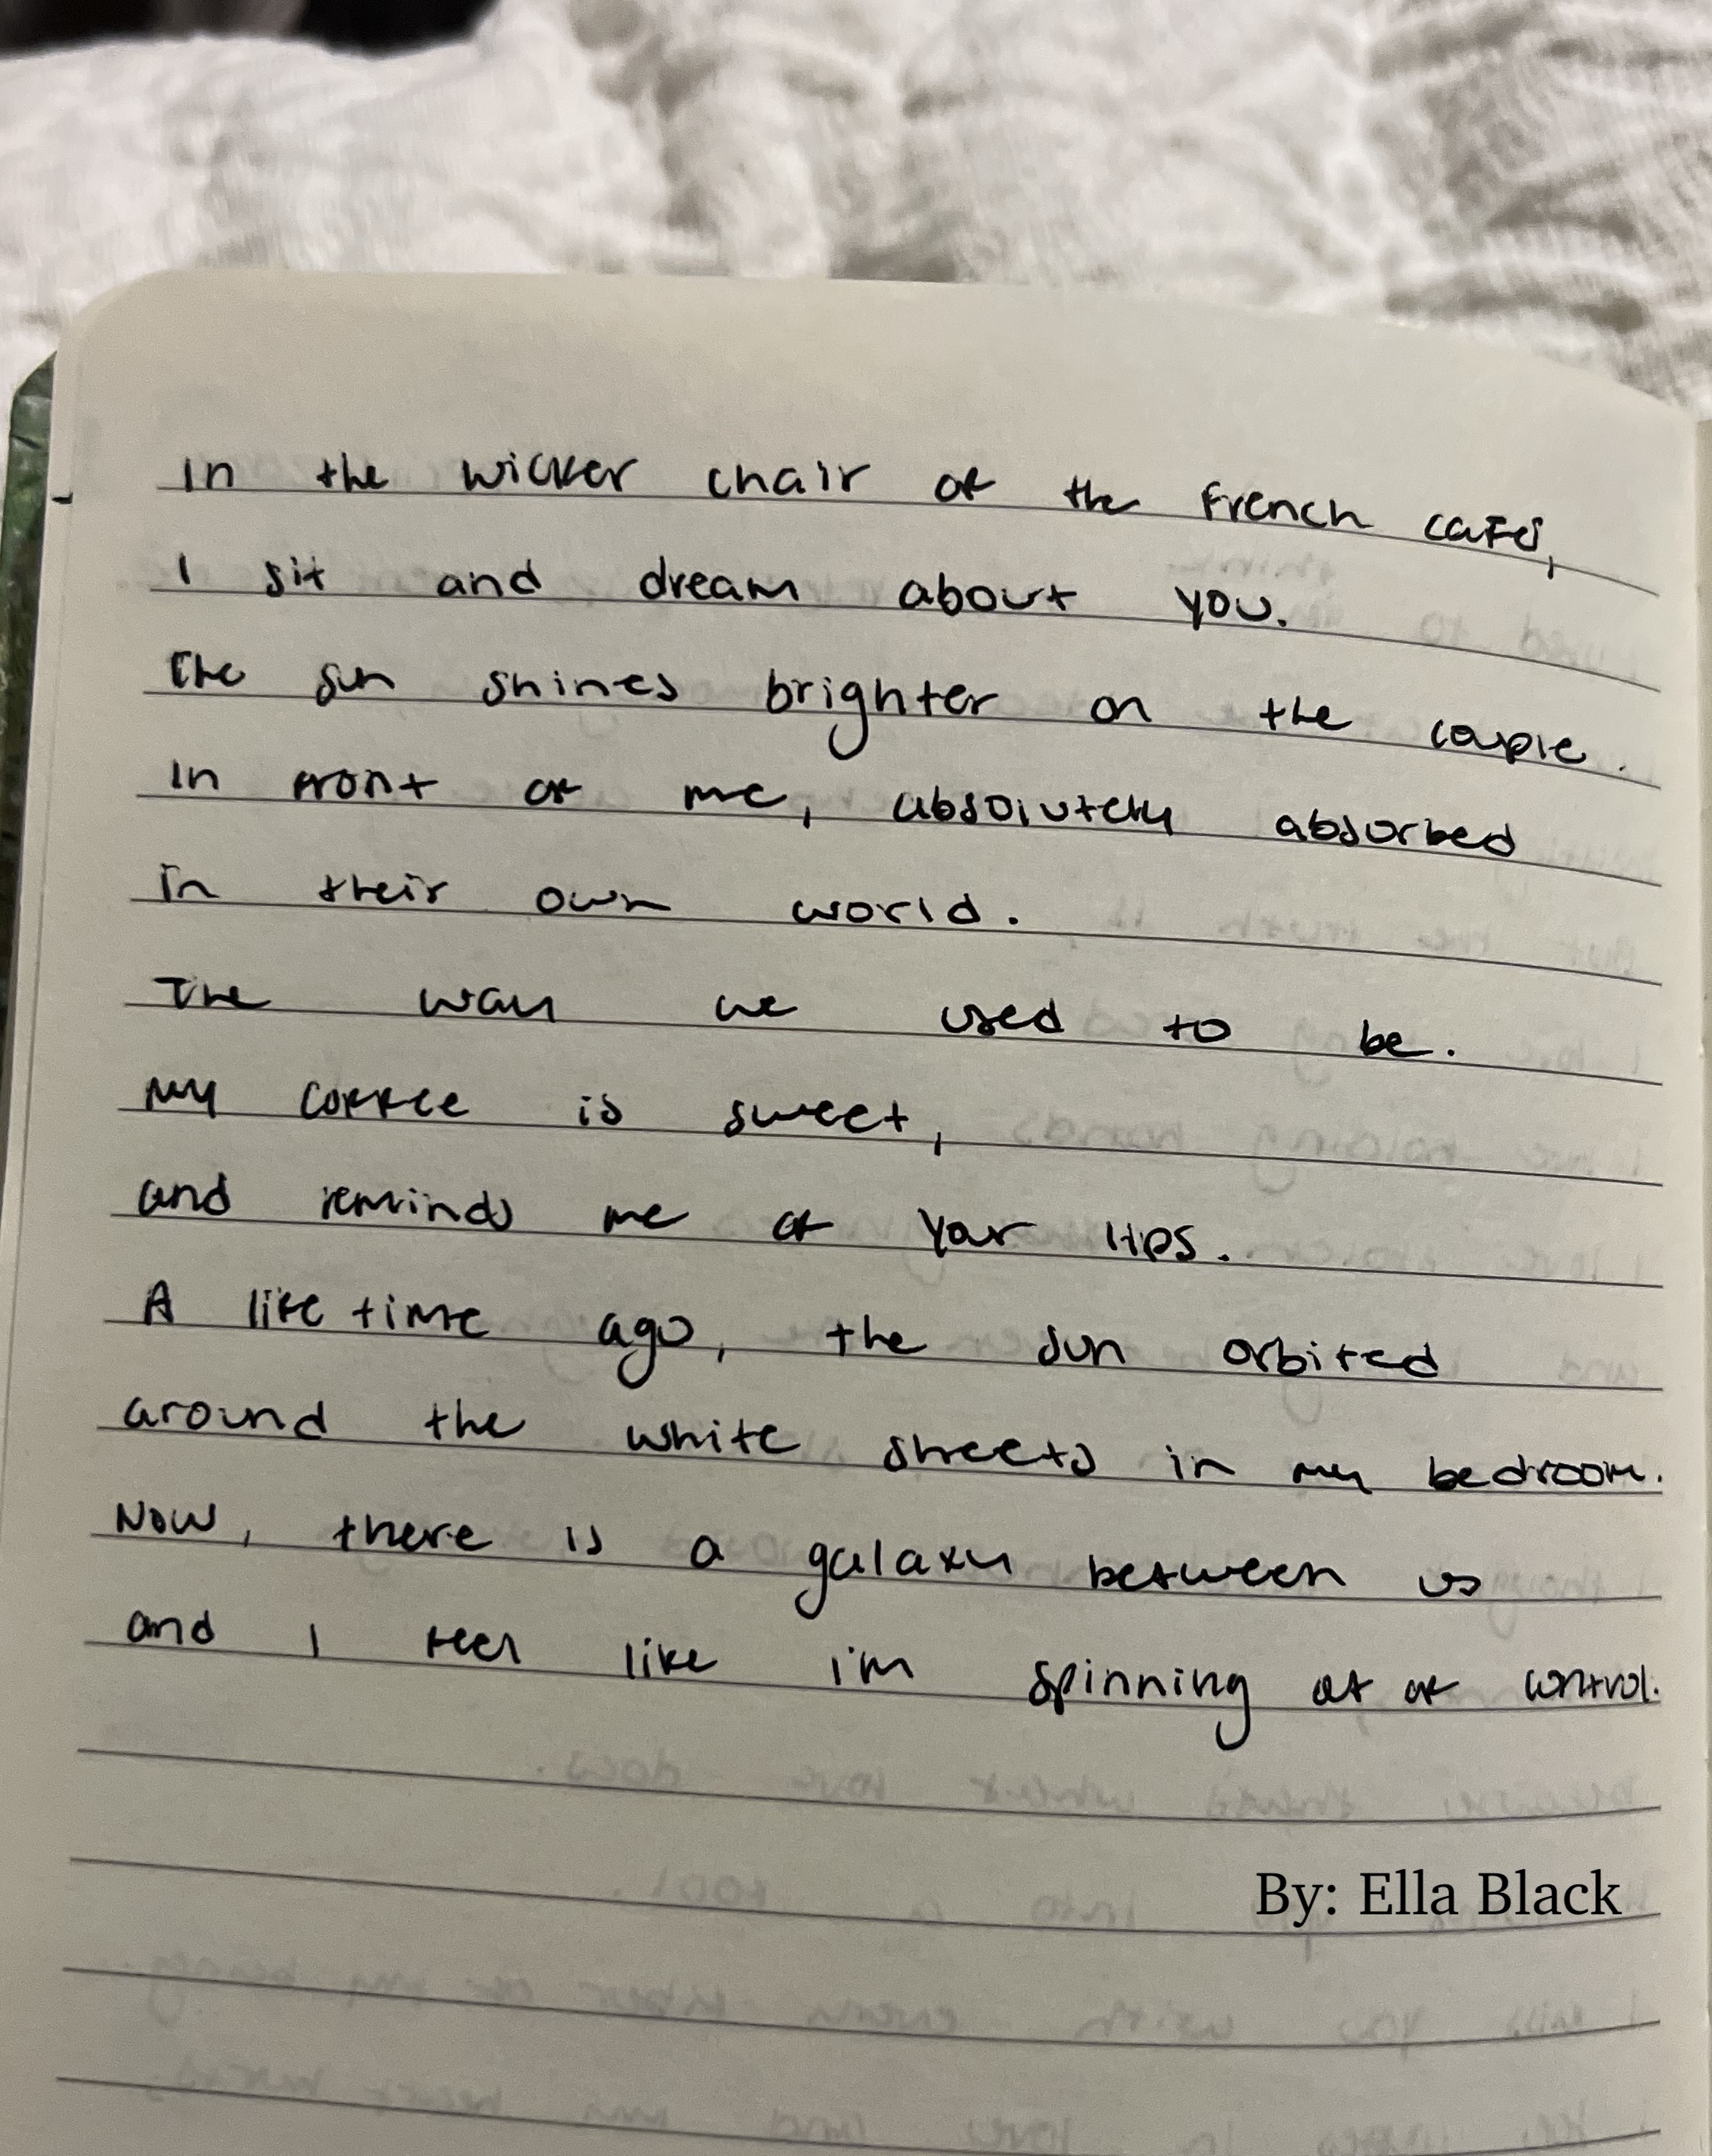 In the wicker chair of the French café,
I sit and dream about you.
The sun shines brighter on the couple
in front of me, absolutely absorbed
in their own world.
The way we used to be.
My coffee is sweet,
and reminds me of your lips.
A life time ago, the sun orbited
around the white sheets in my bedroom.
Now, there is a galaxy between us
and I feel like i'm spinning out of control.
By: Ella Black